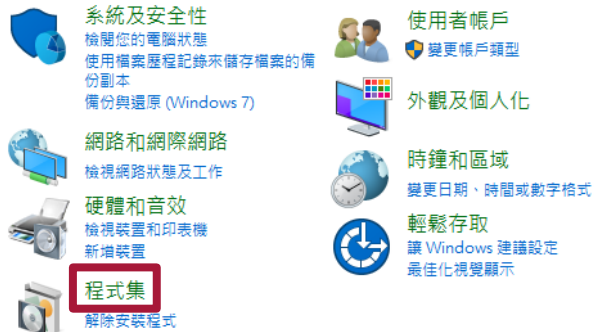 系統及安全性
檢閱您的電腦狀態
使用檔案歷程記錄來儲存檔案的備
份副本
備份與還原 (Windows 7)
網路和網際網路
檢視網路狀態及工作
硬體和音效
檢視裝置和印表機
新增裝置
程式集
解除安裝程式
使用者帳戶
變更帳戶類型
外觀及個人化
時鐘和區域
變更日期、時間或數字格式
輕鬆存取
讓 Windows 建議設定
最佳化視覺顯示